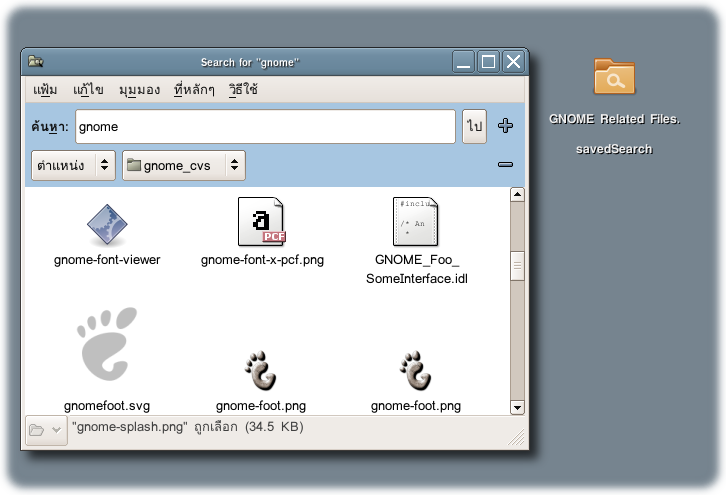 Search for "gnome"
แฟ้ม แก้ไข มุมมอง ที่หลักๆ วิธีใช้
ค้นหา: gnome ไป
ตำแหน่ง gnome_cvs
GNOME Related Files.
savedSearch
gnome-font-viewer gnome-font-x-pcf.png GNOME_Foo_
SomeInterface.idl
a
PCF
#inclu
/* An
*
gnomefoot.svg gnome-foot.png gnome-foot.png
"gnome-splash.png" ถูกเลือก (34.5 KB)